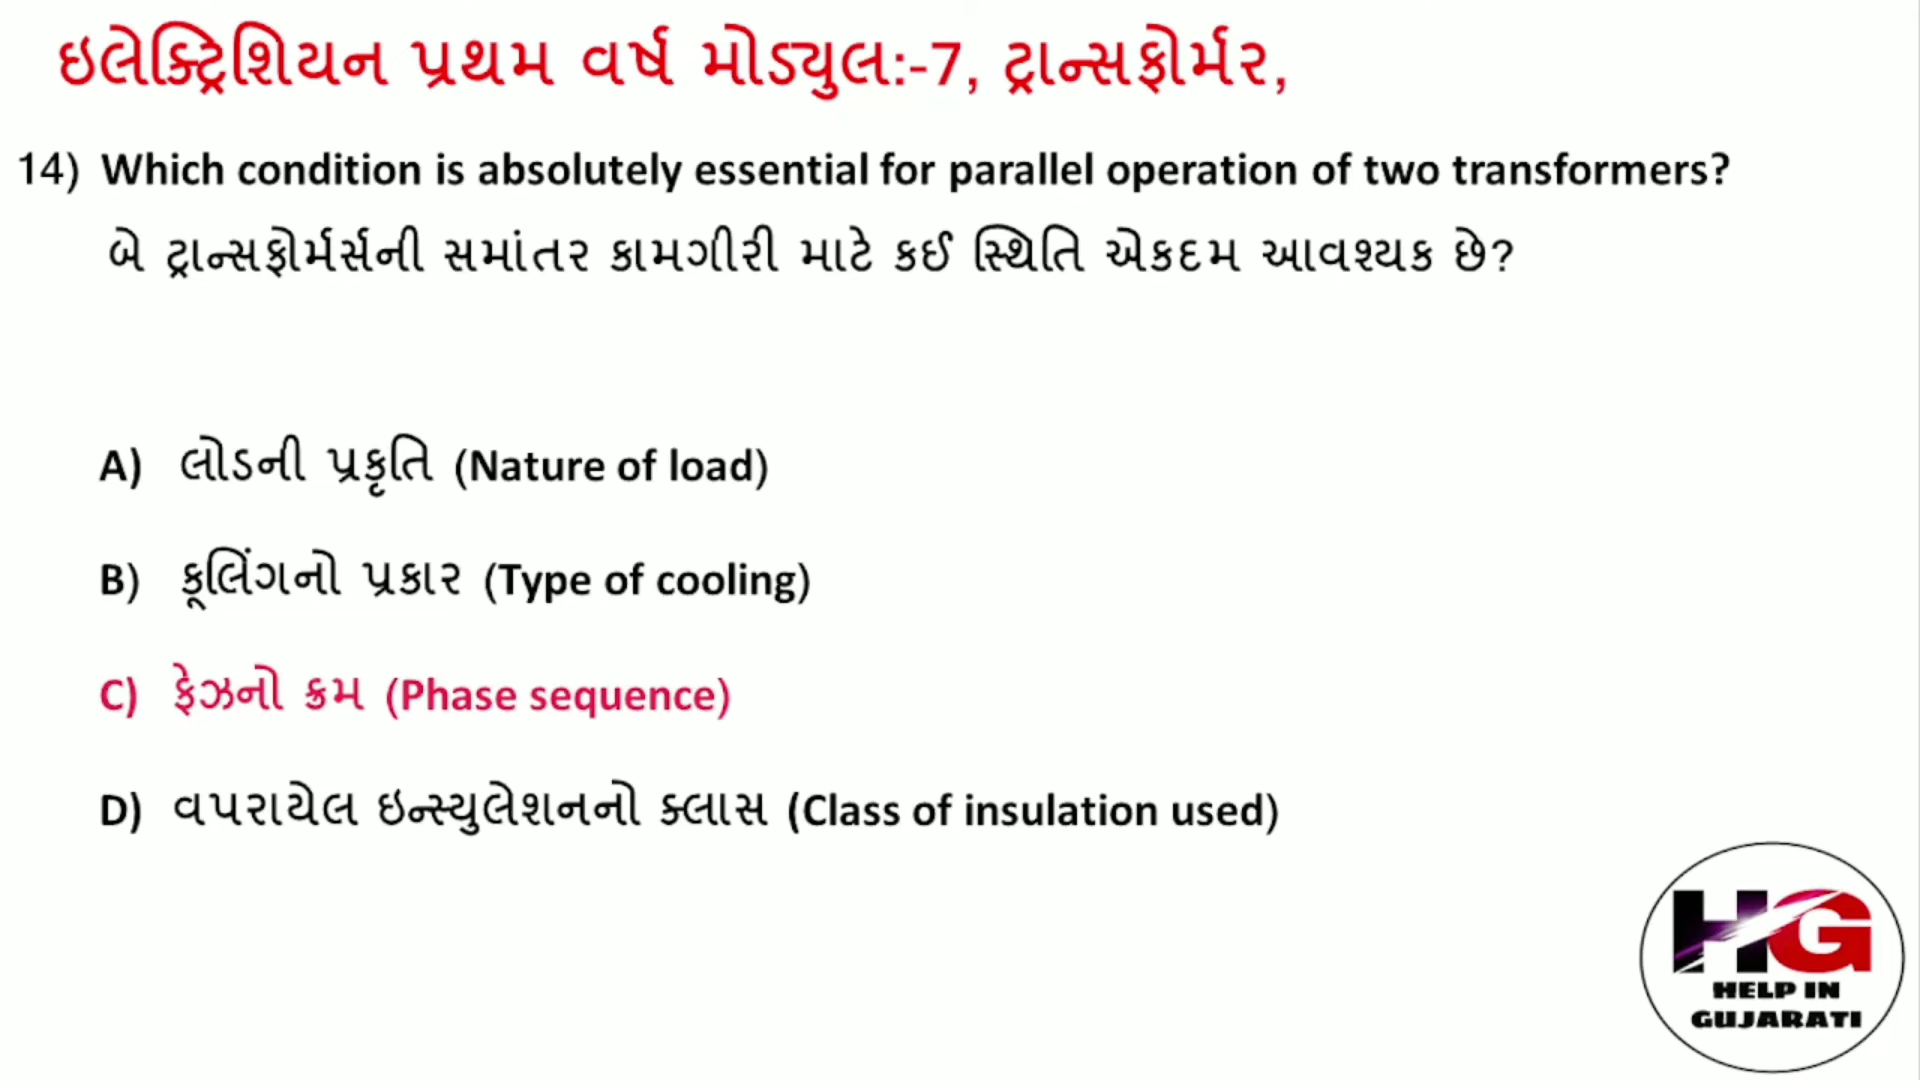 ઇલેક્ટ્રિશિયન પ્રથમ વર્ષ મોડ્યુલ:-7, ટ્રાન્સફોર્મર,
14) Which condition is absolutely essential for parallel operation of two transformers?
બે ટ્રાન્સફોર્મર્સની સમાંતર કામગીરી માટે કઈ સ્થિતિ એકદમ આવશ્યક છે?
A) લોડની પ્રકૃતિ (Nature of load)
B) કૂલિંગનો પ્રકાર (Type of cooling)
C) ફેઝનો ક્રમ (Phase sequence)
D) વપરાયેલ ઇન્સ્યુલેશનનો ક્લાસ (Class of insulation used)
HG
HELP IN
GUJARATI